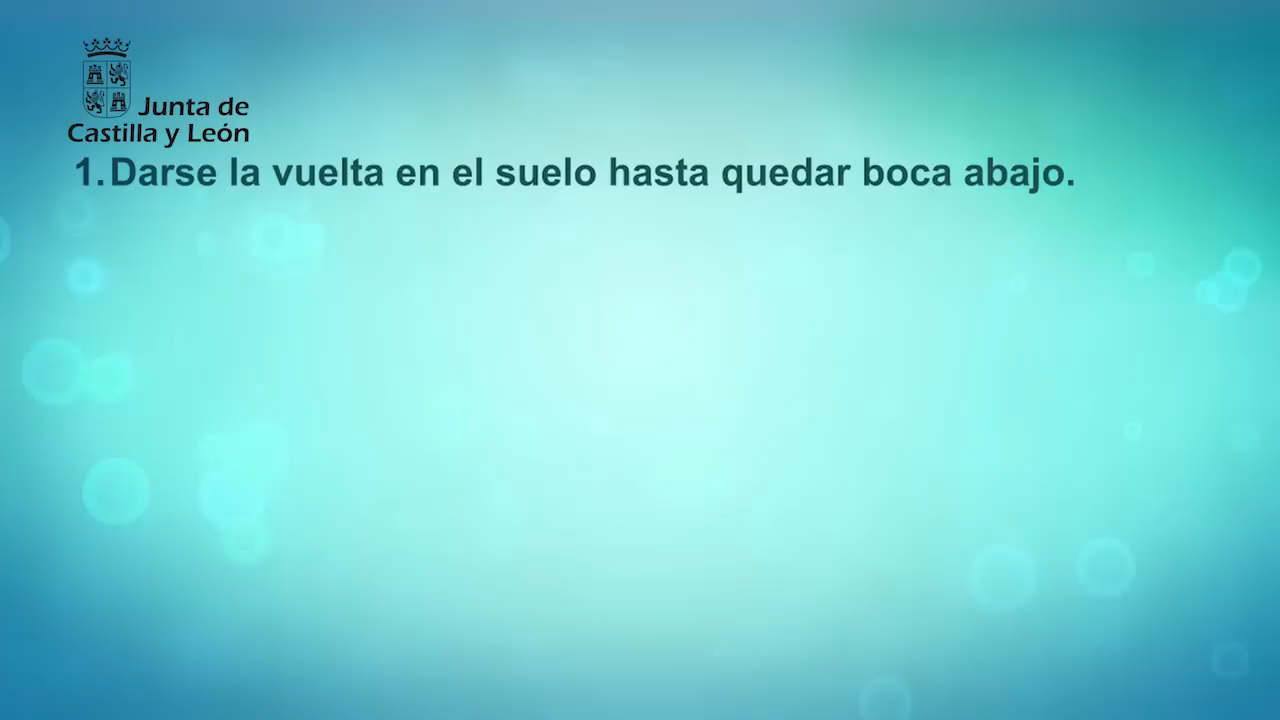 Junta de
Castilla y León
1. Darse la vuelta en el suelo hasta quedar boca abajo.